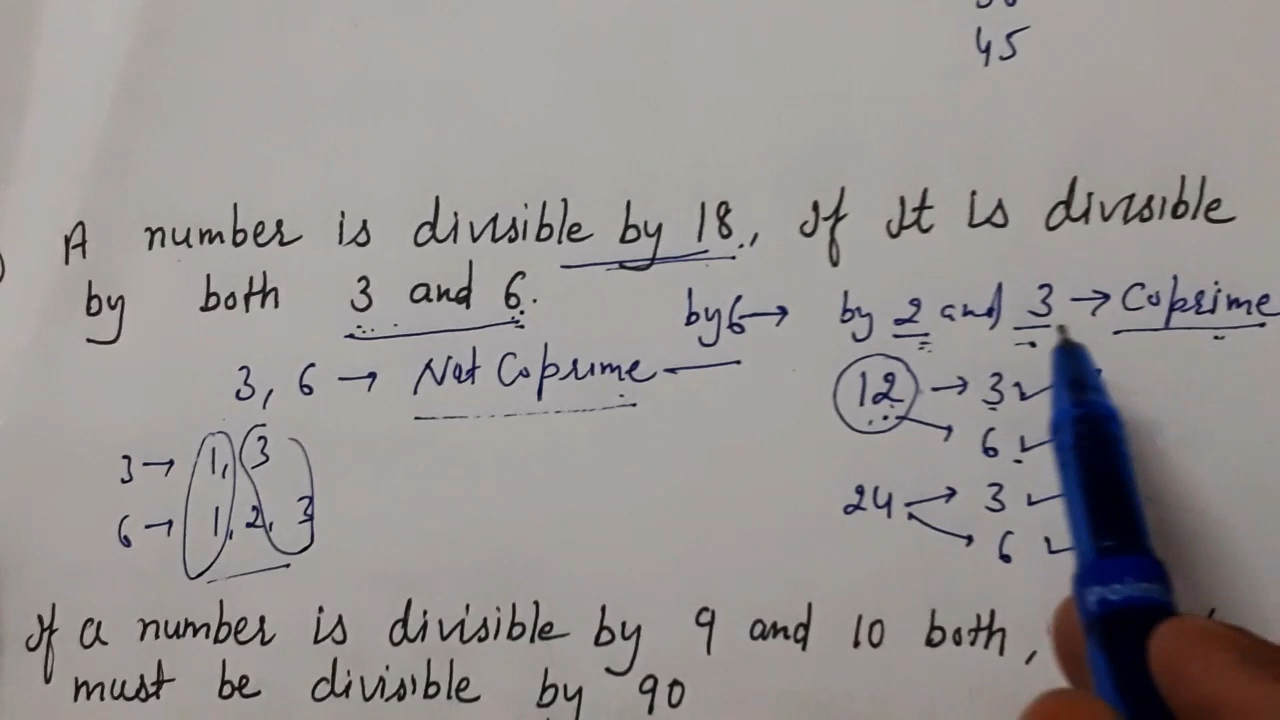 45
A number is divisible by 18, if it is divisible
by both 3 and 6.
by 6 → by 2 and 3 → Coprime
3, 6 → Not Coprime
12 → 3 ✓
6 ✓
3 → 1, 3
24 → 3 ✓
6 → 1, 2, 3
6 ✓
If a number is divisible by 9 and 10 both,
must be divisible by 90